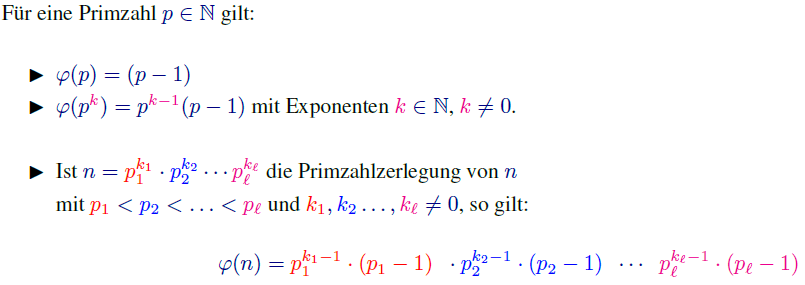 Für eine Primzahl $p \in \mathbb{N}$ gilt:
▶ $\varphi(p) = (p-1)$
▶ $\varphi(p^k) = p^{k-1}(p-1)$ mit Exponenten $k \in \mathbb{N}$, $k \neq 0$.
▶ Ist $n = p_1^{k_1} \cdot p_2^{k_2} \cdots p_\ell^{k_\ell}$ die Primzahlzerlegung von $n$
mit $p_1 < p_2 < \ldots < p_\ell$ und $k_1, k_2 \ldots, k_\ell \neq 0$, so gilt:
$\varphi(n) = p_1^{k_1-1} \cdot (p_1-1) \cdot p_2^{k_2-1} \cdot (p_2-1) \cdots p_\ell^{k_\ell-1} \cdot (p_\ell-1)$